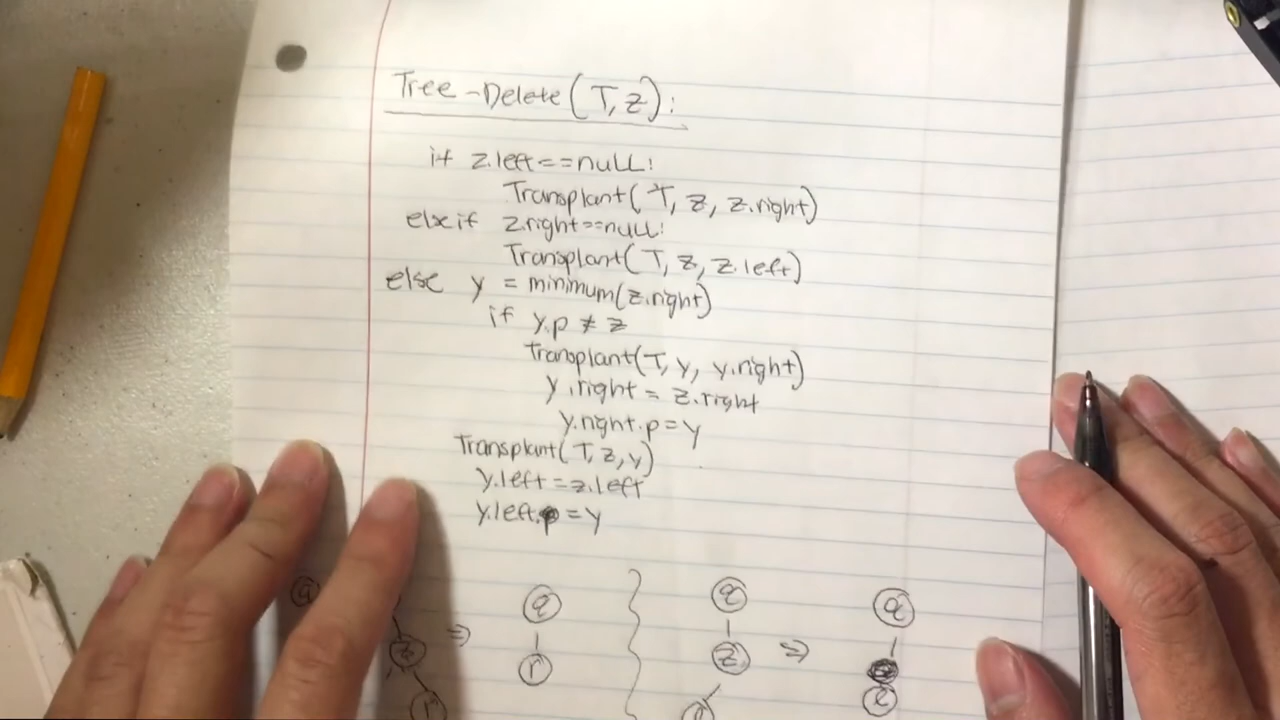 Tree-Delete(T,z):
if z.left==null:
Transplant(T, z, z.right)
elseif z.right==null:
Transplant(T, z, z.left)
else y = minimum(z.right)
if y.p ≠ z
Transplant(T, y, y.right)
y.right = z.right
y.right.p=y
Transplant(T, z, y)
y.left=z.left
y.left.p=y
q q q
z ⇒ r z ⇒
r l l